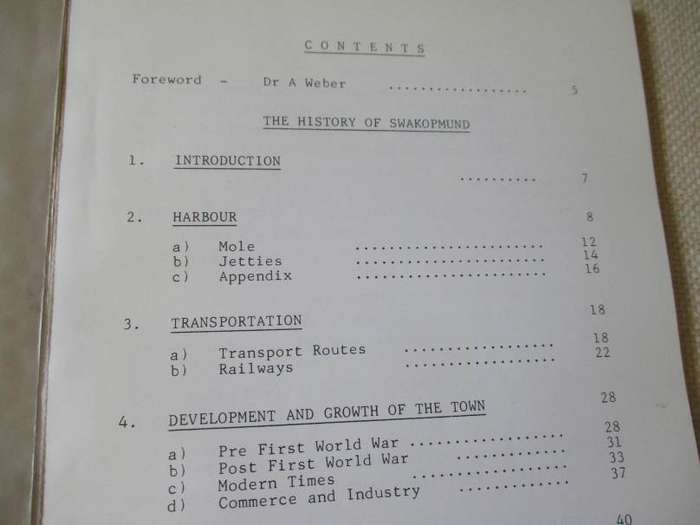 C O N T E N T S
Foreword - Dr A Weber .................. 5
THE HISTORY OF SWAKOPMUND
1. INTRODUCTION
.......... 7
2. HARBOUR 8
a) Mole ....................... 12
b) Jetties ....................... 14
c) Appendix ....................... 16
3. TRANSPORTATION 18
a) Transport Routes .................. 18
b) Railways .................. 22
4. DEVELOPMENT AND GROWTH OF THE TOWN 28
a) Pre First World War .................. 28
b) Post First World War ............. 31
c) Modern Times .................. 33
d) Commerce and Industry ............. 37
40